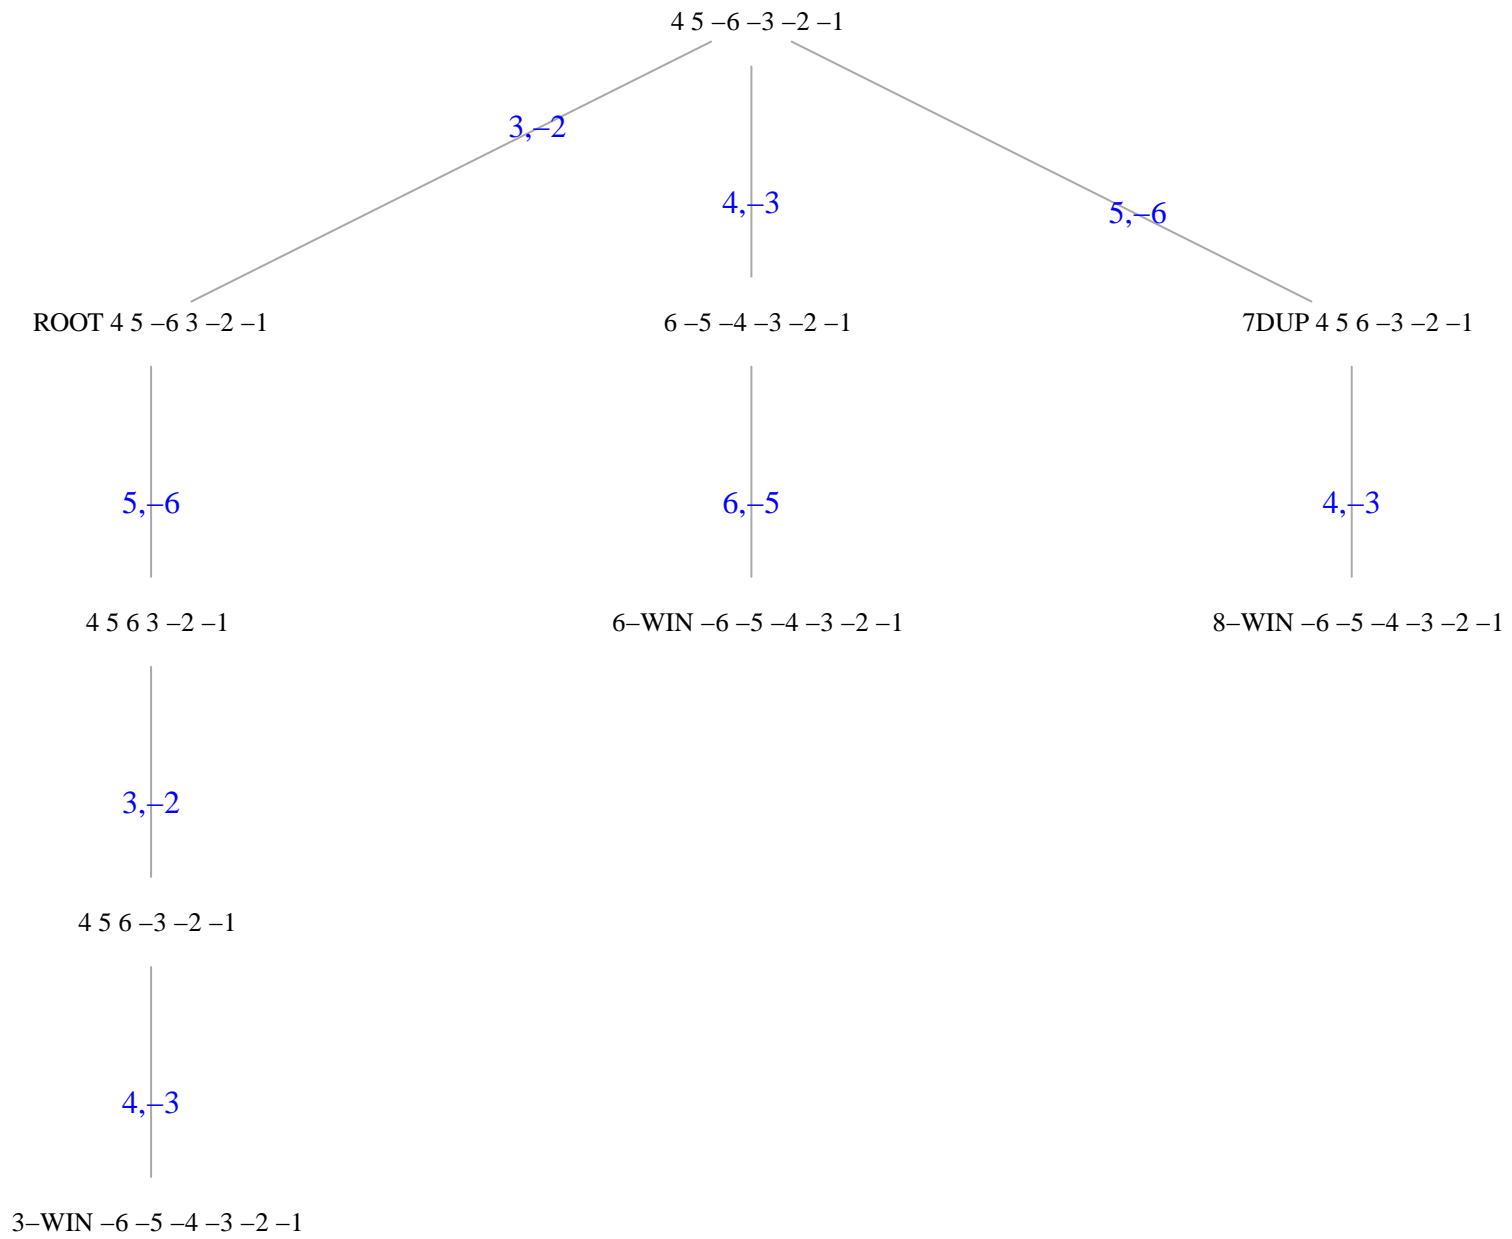 4 5 –6 –3 –2 –1
3,–2
4,–3
5,–6
ROOT 4 5 –6 3 –2 –1
6 –5 –4 –3 –2 –1
7DUP 4 5 6 –3 –2 –1
5,–6
6,–5
4,–3
4 5 6 3 –2 –1
6–WIN –6 –5 –4 –3 –2 –1
8–WIN –6 –5 –4 –3 –2 –1
3,–2
4 5 6 –3 –2 –1
4,–3
3–WIN –6 –5 –4 –3 –2 –1